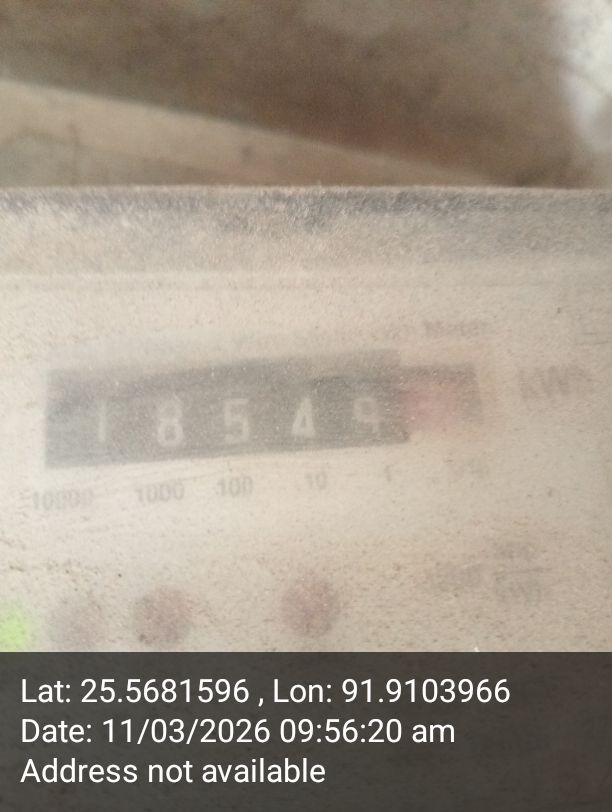 18549
kWh
10000 1000 100 10 1
Lat: 25.5681596 , Lon: 91.9103966
Date: 11/03/2026 09:56:20 am
Address not available